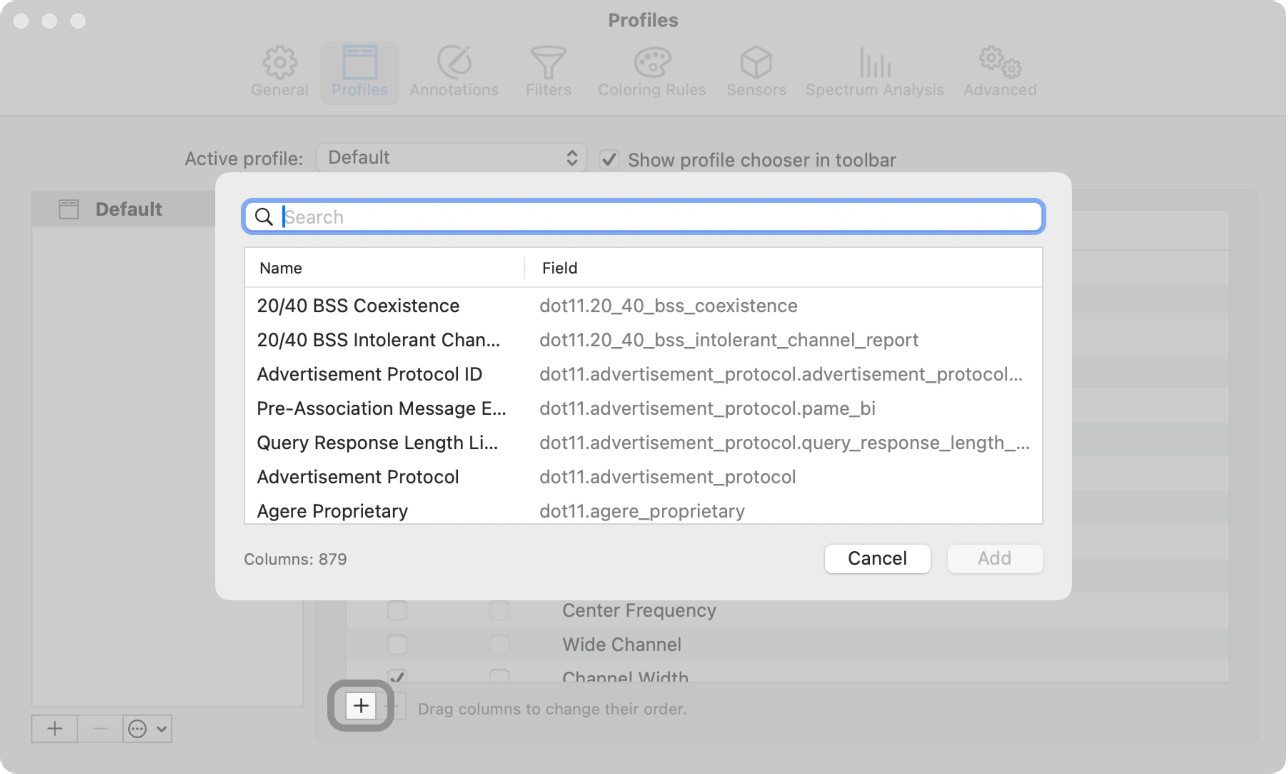 Profiles
General Profiles Annotations Filters Coloring Rules Sensors Spectrum Analysis Advanced
Active profile: Default Show profile chooser in toolbar
Default
Search
Name Field
20/40 BSS Coexistence dot11.20_40_bss_coexistence
20/40 BSS Intolerant Chan... dot11.20_40_bss_intolerant_channel_report
Advertisement Protocol ID dot11.advertisement_protocol.advertisement_protocol...
Pre-Association Message E... dot11.advertisement_protocol.pame_bi
Query Response Length Li... dot11.advertisement_protocol.query_response_length_...
Advertisement Protocol dot11.advertisement_protocol
Agere Proprietary dot11.agere_proprietary
Columns: 879 Cancel Add
Center Frequency
Wide Channel
Channel Width
Drag columns to change their order.